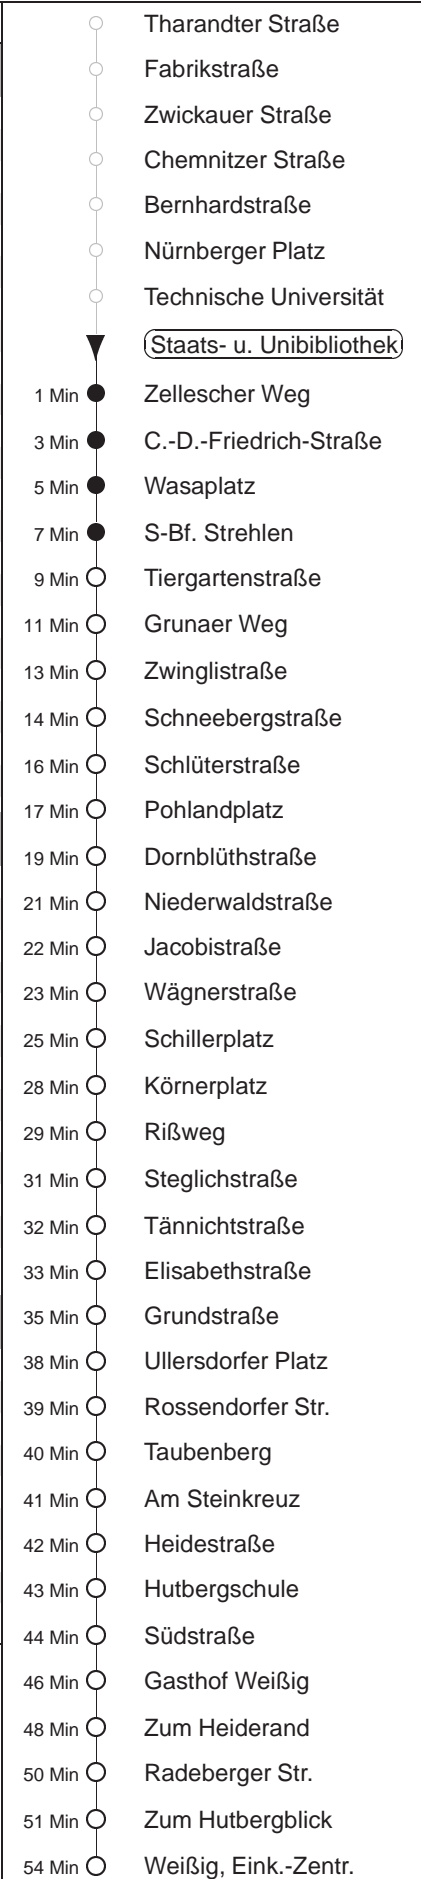 Tharandter Straße
Fabrikstraße
Zwickauer Straße
Chemnitzer Straße
Bernhardstraße
Nürnberger Platz
Technische Universität
Staats- u. Unibibliothek
1 Min Zellescher Weg
3 Min C.-D.-Friedrich-Straße
5 Min Wasaplatz
7 Min S-Bf. Strehlen
9 Min Tiergartenstraße
11 Min Grunaer Weg
13 Min Zwinglistraße
14 Min Schneebergstraße
16 Min Schlüterstraße
17 Min Pohlandplatz
19 Min Dornblüthstraße
21 Min Niederwaldstraße
22 Min Jacobistraße
23 Min Wägnerstraße
25 Min Schillerplatz
28 Min Körnerplatz
29 Min Rißweg
31 Min Steglichstraße
32 Min Tännichtstraße
33 Min Elisabethstraße
35 Min Grundstraße
38 Min Ullersdorfer Platz
39 Min Rossendorfer Str.
40 Min Taubenberg
41 Min Am Steinkreuz
42 Min Heidestraße
43 Min Hutbergschule
44 Min Südstraße
46 Min Gasthof Weißig
48 Min Zum Heiderand
50 Min Radeberger Str.
51 Min Zum Hutbergblick
54 Min Weißig, Eink.-Zentr.